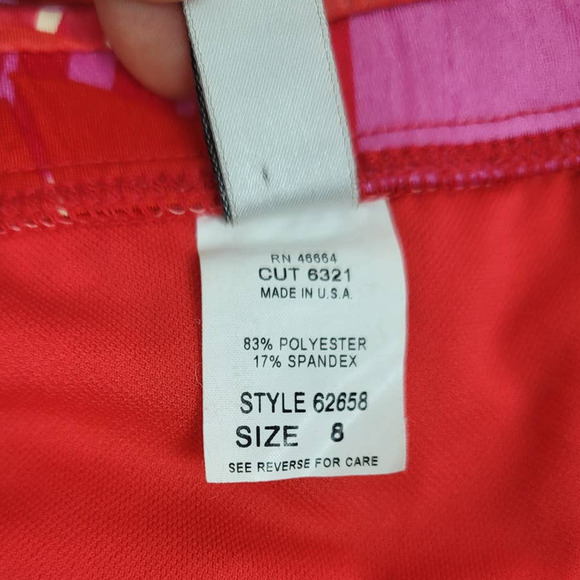 RN 46664
CUT 6321
MADE IN U.S.A.
83% POLYESTER
17% SPANDEX
STYLE 62658
SIZE 8
SEE REVERSE FOR CARE